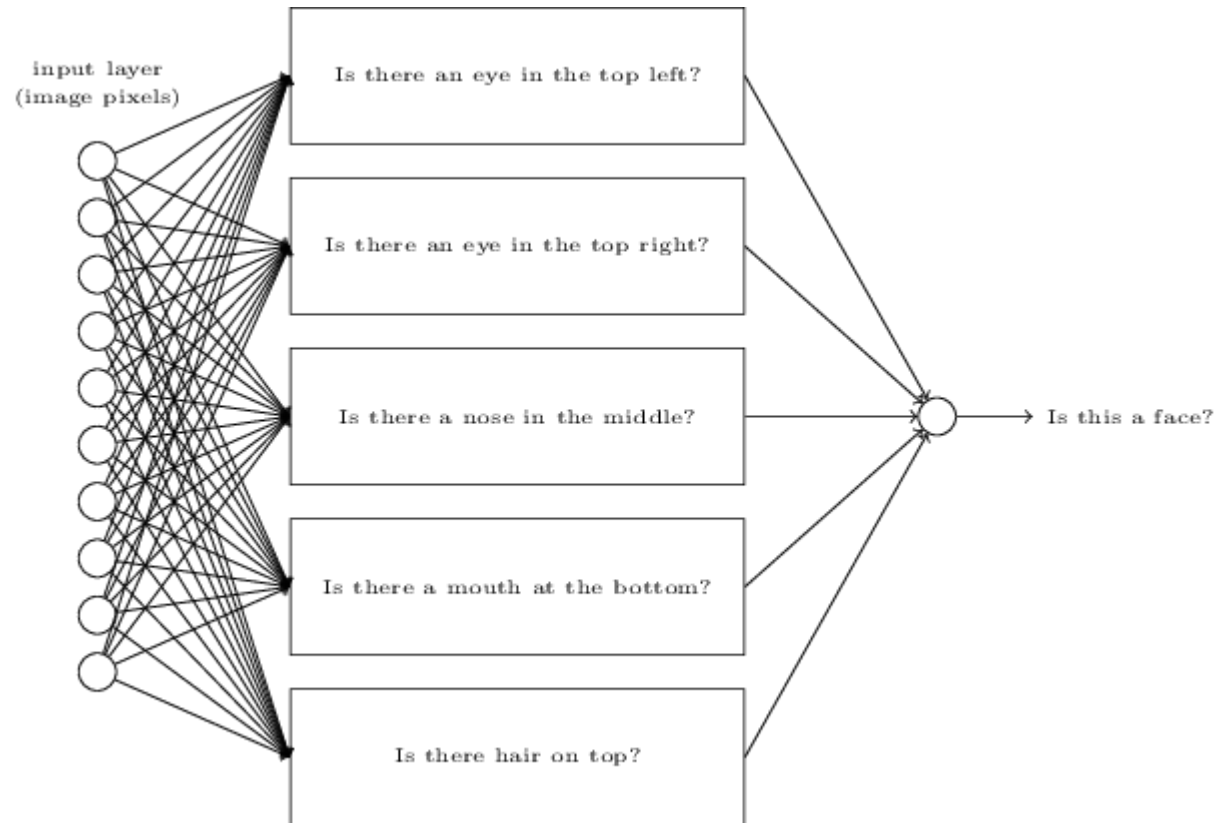 input layer
(image pixels)
Is there an eye in the top left?
Is there an eye in the top right?
Is there a nose in the middle?
Is there a mouth at the bottom?
Is there hair on top?
Is this a face?